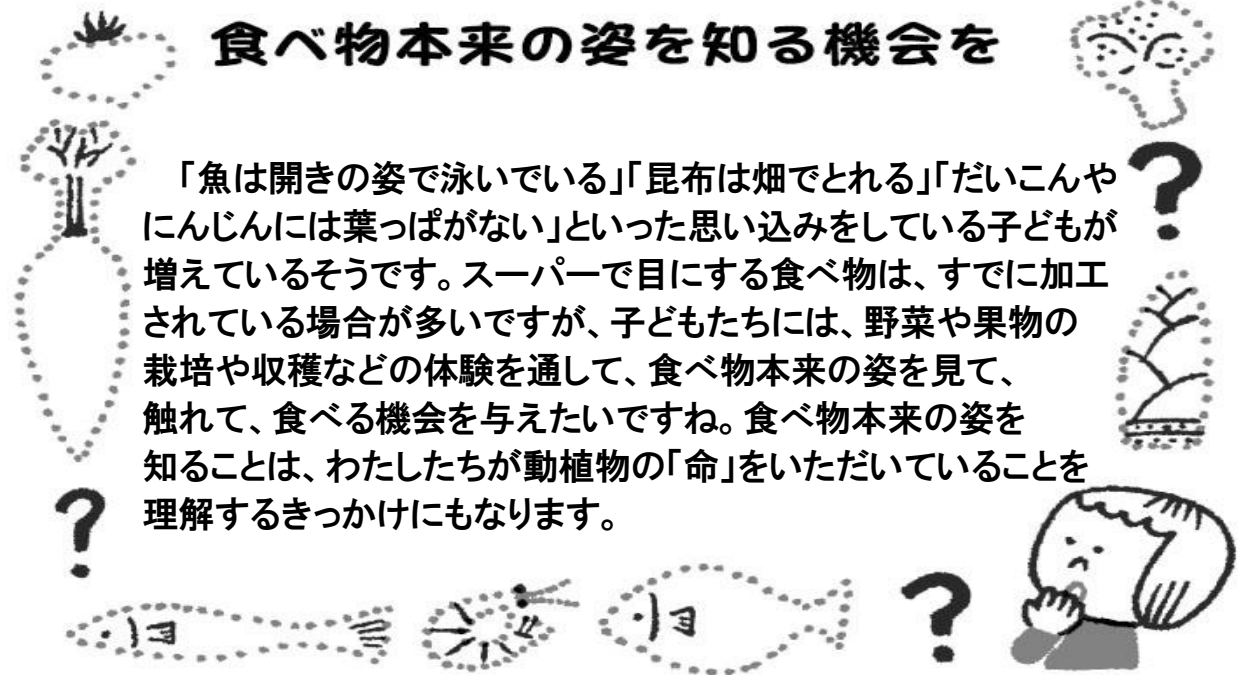 食べ物本来の姿を知る機会を
「魚は開きの姿で泳いでいる」「昆布は畑でとれる」「だいこんや
にんじんには葉っぱがない」といった思い込みをしている子どもが
増えているそうです。スーパーで目にする食べ物は、すでに加工
されている場合が多いですが、子どもたちには、野菜や果物の
栽培や収穫などの体験を通して、食べ物本来の姿を見て、
触れて、食べる機会を与えたいですね。食べ物本来の姿を
知ることは、わたしたちが動植物の「命」をいただいていることを
理解するきっかけにもなります。
?
?
?